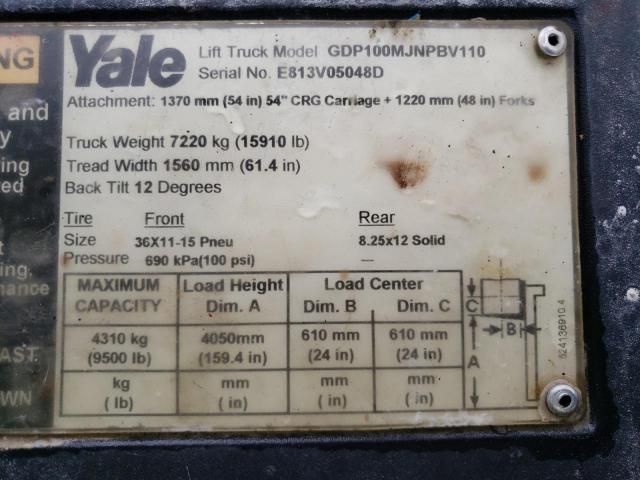 NG
and
y
ing
ed
t
ing,
nance
AST.
WN
Yale
Lift Truck Model GDP100MJNPBV110
Serial No. E813V05048D
Attachment: 1370 mm (54 in) 54" CRG Carriage + 1220 mm (48 in) Forks
Truck Weight 7220 kg (15910 lb)
Tread Width 1560 mm (61.4 in)
Back Tilt 12 Degrees
Tire Front Rear
Size 36X11-15 Pneu 8.25x12 Solid
Pressure 690 kPa(100 psi) —
MAXIMUM Load Height Load Center
CAPACITY Dim. A Dim. B Dim. C
4310 kg 4050mm 610 mm 610 mm
(9500 lb) (159.4 in) (24 in) (24 in)
kg mm mm mm
( lb) ( in) ( in) ( in)
C
B
A
524136910.4